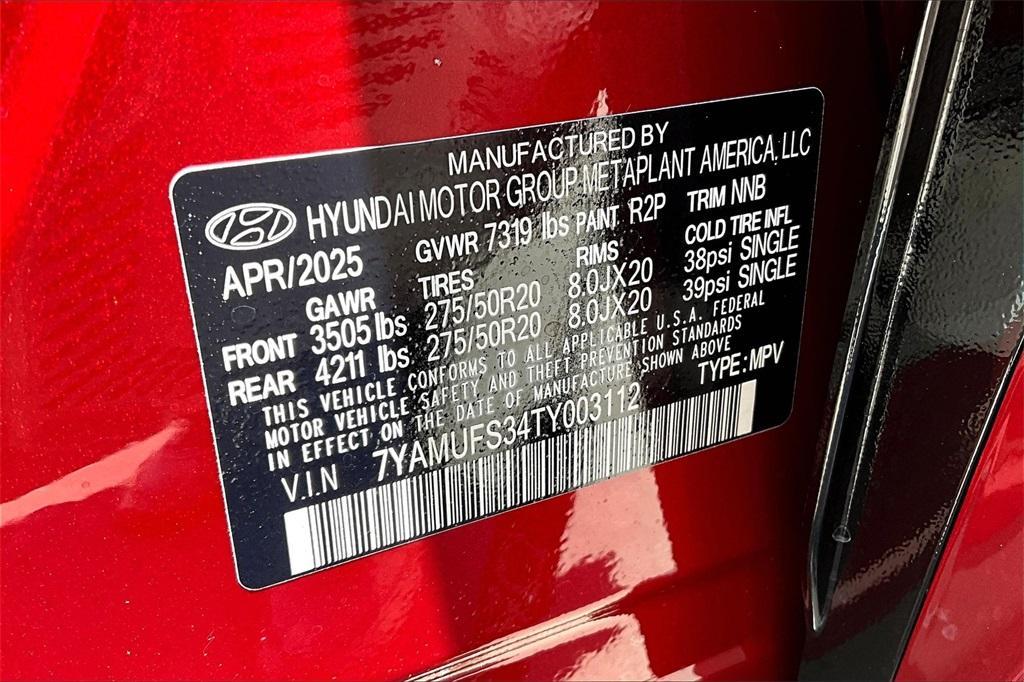 MANUFACTURED BY
HYUNDAI MOTOR GROUP METAPLANT AMERICA, LLC
APR/2025 GVWR 7319 lbs PAINT R2P TRIM NNB
GAWR TIRES RIMS COLD TIRE INFL
FRONT 3505 lbs 275/50R20 8.0JX20 38psi SINGLE
REAR 4211 lbs 275/50R20 8.0JX20 39psi SINGLE
THIS VEHICLE CONFORMS TO ALL APPLICABLE U.S.A. FEDERAL
MOTOR VEHICLE SAFETY AND THEFT PREVENTION STANDARDS
IN EFFECT ON THE DATE OF MANUFACTURE SHOWN ABOVE
V.I.N 7YAMUFS34TY003112 TYPE: MPV